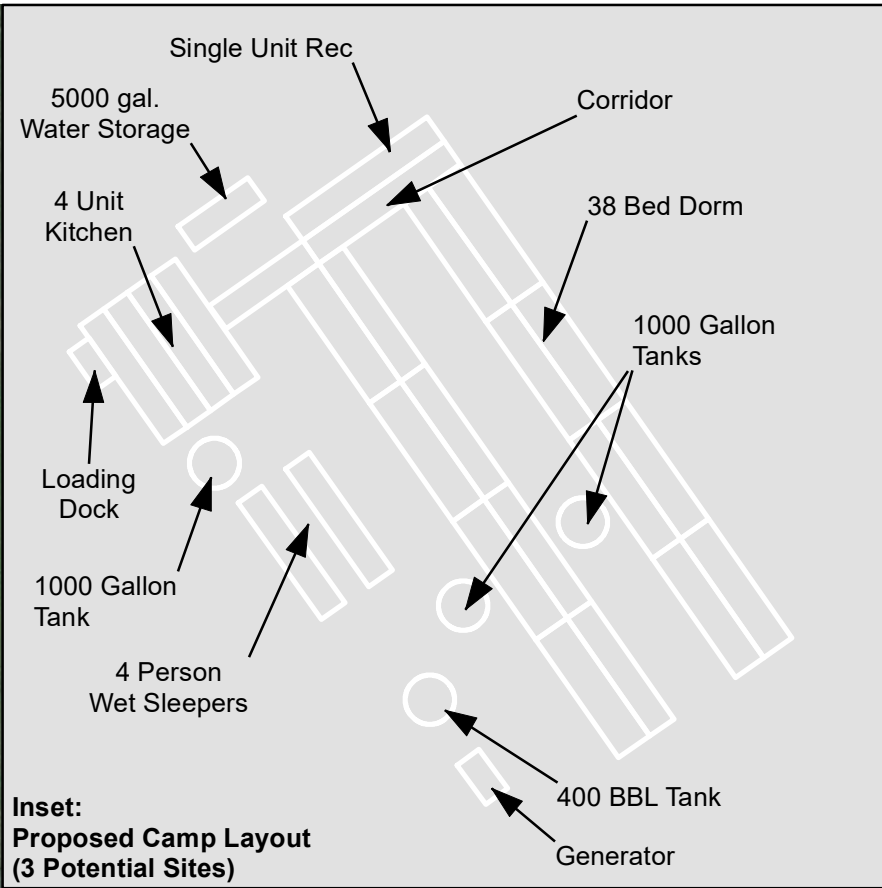 Single Unit Rec
5000 gal.
Water Storage
Corridor
4 Unit
Kitchen
38 Bed Dorm
1000 Gallon
Tanks
Loading
Dock
1000 Gallon
Tank
4 Person
Wet Sleepers
400 BBL Tank
Generator
Inset:
Proposed Camp Layout
(3 Potential Sites)